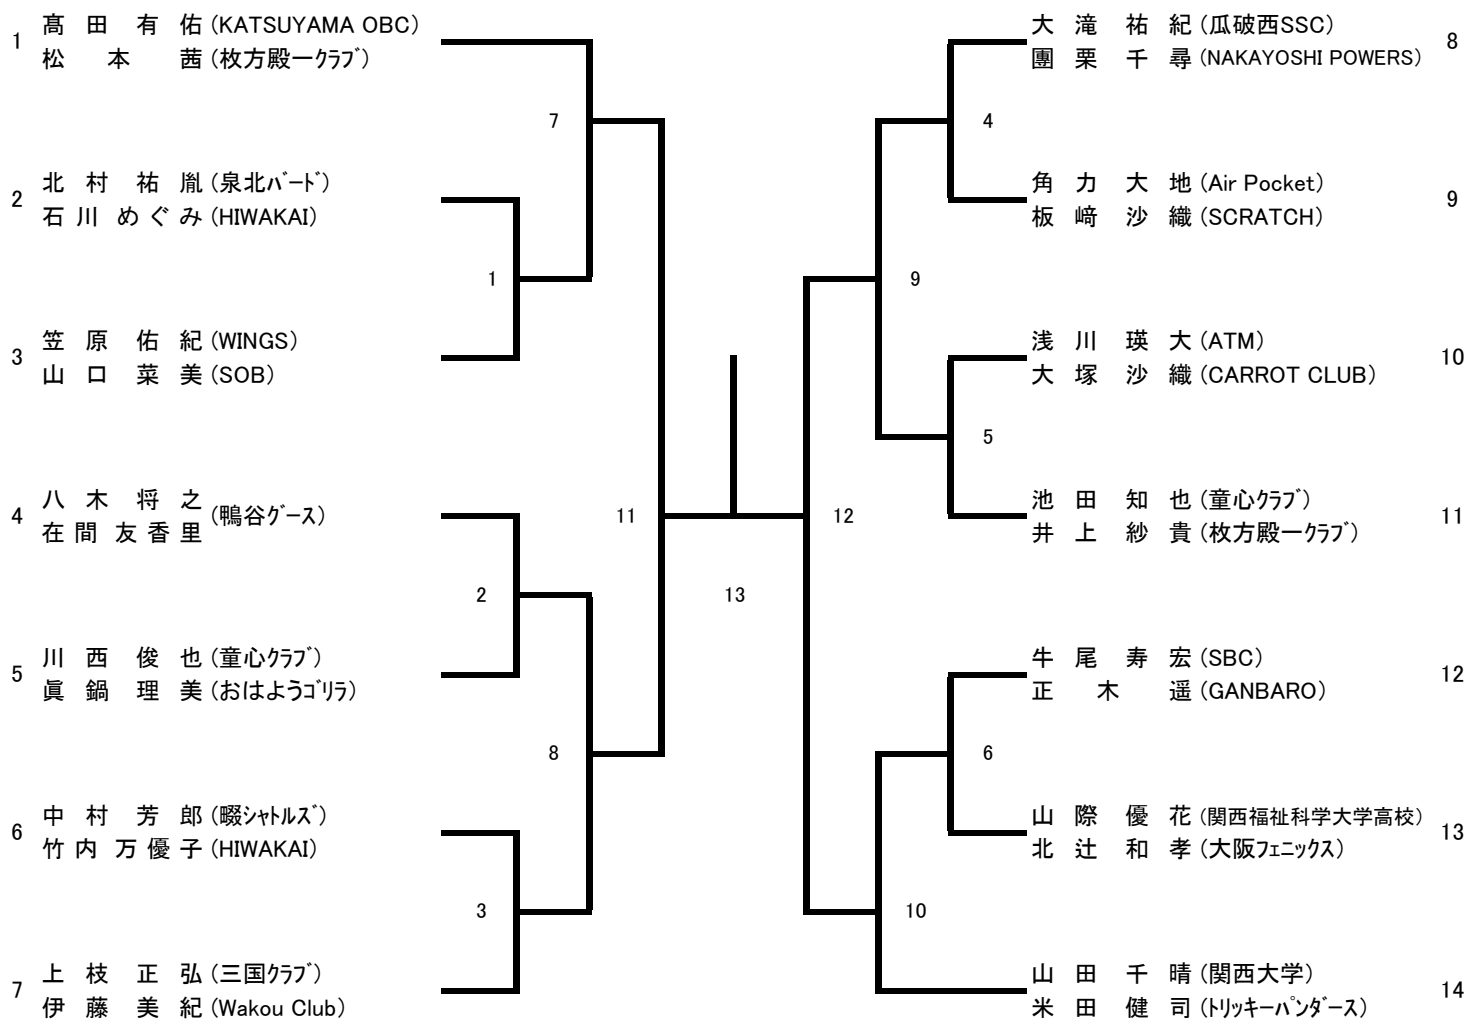 1 髙田有佑 (KATSUYAMA OBC)
松本茜 (枚方殿一ｸﾗﾌﾞ)
7
2 北村祐胤 (泉北ﾊﾞｰﾄﾞ)
石川めぐみ (HIWAKAI)
1
3 笠原佑紀 (WINGS)
山口菜美 (SOB)
11
4 八木将之 (鴨谷ｸﾞｰｽ)
在間友香里
2
5 川西俊也 (童心ｸﾗﾌﾞ)
眞鍋理美 (おはようｺﾞﾘﾗ)
8
6 中村芳郎 (畷ｼｬﾄﾙｽﾞ)
竹内万優子 (HIWAKAI)
3
7 上枝正弘 (三国ｸﾗﾌﾞ)
伊藤美紀 (Wakou Club)
13
大滝祐紀 (瓜破西SSC) 8
團栗千尋 (NAKAYOSHI POWERS)
4
角力大地 (Air Pocket) 9
板﨑沙織 (SCRATCH)
9
浅川瑛大 (ATM) 10
大塚沙織 (CARROT CLUB)
5
池田知也 (童心ｸﾗﾌﾞ) 11
井上紗貴 (枚方殿一ｸﾗﾌﾞ)
12
牛尾寿宏 (SBC) 12
正木遥 (GANBARO)
6
山際優花 (関西福祉科学大学高校) 13
北辻和孝 (大阪ﾌｪﾆｯｸｽ)
10
山田千晴 (関西大学) 14
米田健司 (ﾄﾘｯｷｰﾊﾟﾝﾀﾞｰｽ)